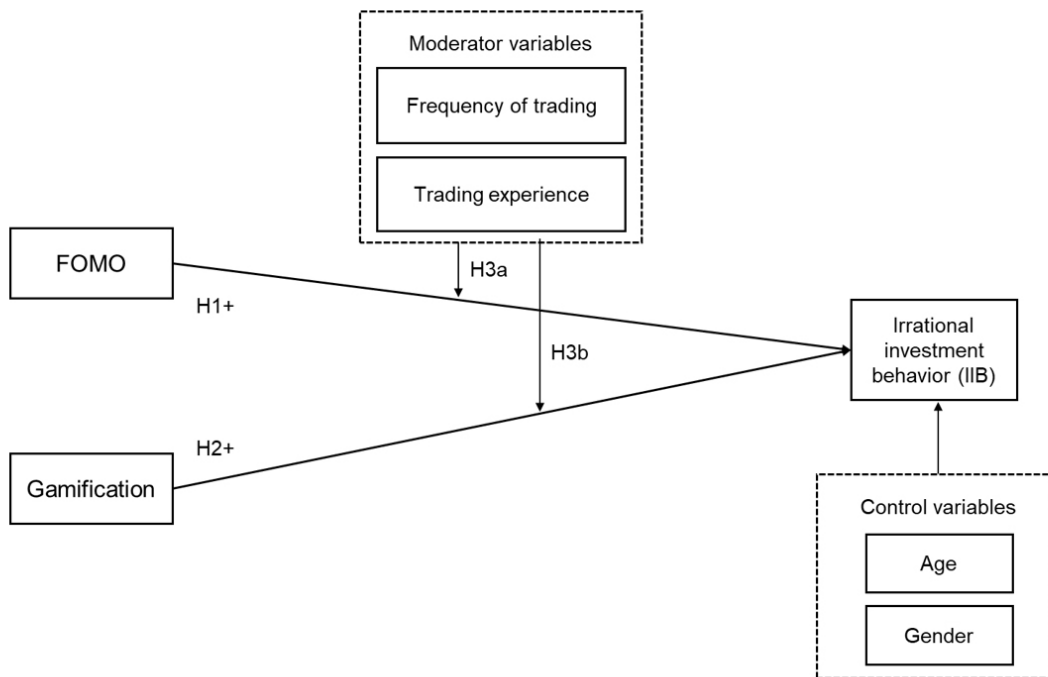 Moderator variables
Frequency of trading
Trading experience
FOMO
H3a
H1+
Irrational
investment
behavior (IIB)
H3b
H2+
Gamification
Control variables
Age
Gender